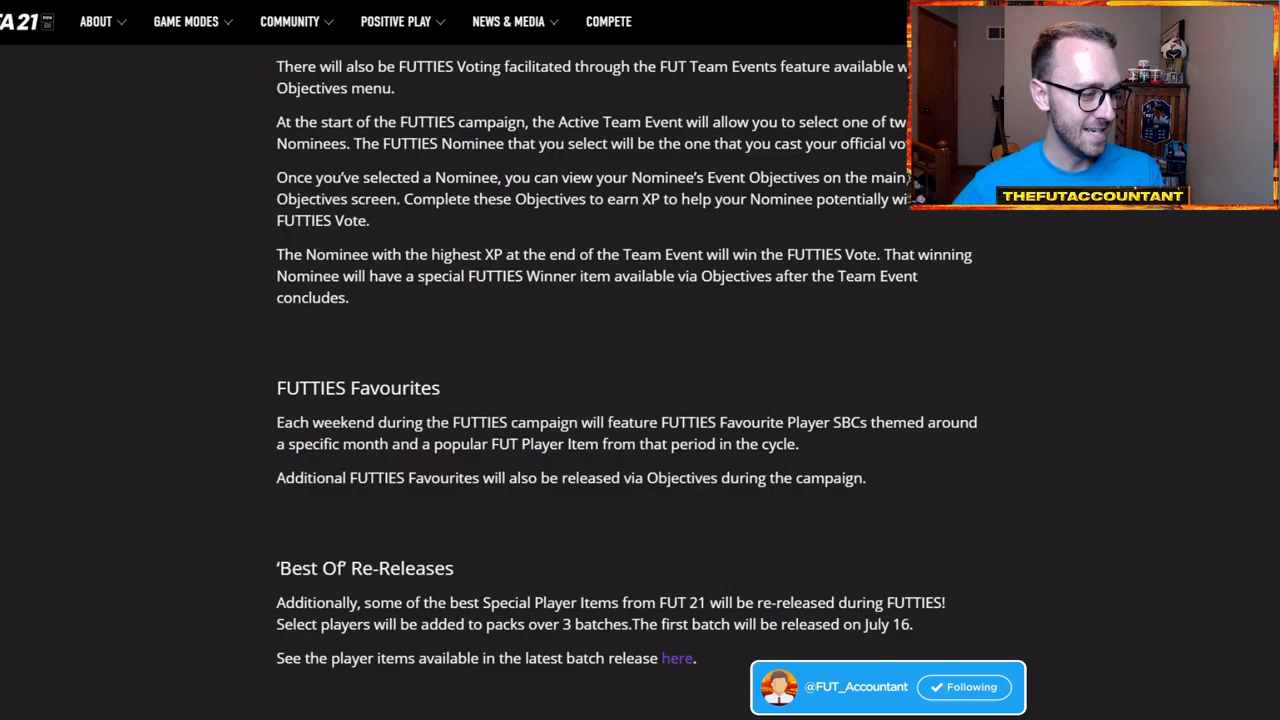 FA 21 ABOUT GAME MODES COMMUNITY POSITIVE PLAY NEWS & MEDIA COMPETE
There will also be FUTTIES Voting facilitated through the FUT Team Events feature available
Objectives menu.
At the start of the FUTTIES campaign, the Active Team Event will allow you to select one of
Nominees. The FUTTIES Nominee that you select will be the one that you cast your official
Once you've selected a Nominee, you can view your Nominee's Event Objectives on the main
Objectives screen. Complete these Objectives to earn XP to help your Nominee potentially
FUTTIES Vote.
The Nominee with the highest XP at the end of the Team Event will win the FUTTIES Vote. That winning
Nominee will have a special FUTTIES Winner item available via Objectives after the Team Event
concludes.
FUTTIES Favourites
Each weekend during the FUTTIES campaign will feature FUTTIES Favourite Player SBCs themed around
a specific month and a popular FUT Player Item from that period in the cycle.
Additional FUTTIES Favourites will also be released via Objectives during the campaign.
'Best Of' Re-Releases
Additionally, some of the best Special Player Items from FUT 21 will be re-released during FUTTIES!
Select players will be added to packs over 3 batches.The first batch will be released on July 16.
See the player items available in the latest batch release here.
THEFUTACCOUNTANT
@FUT_Accountant Following